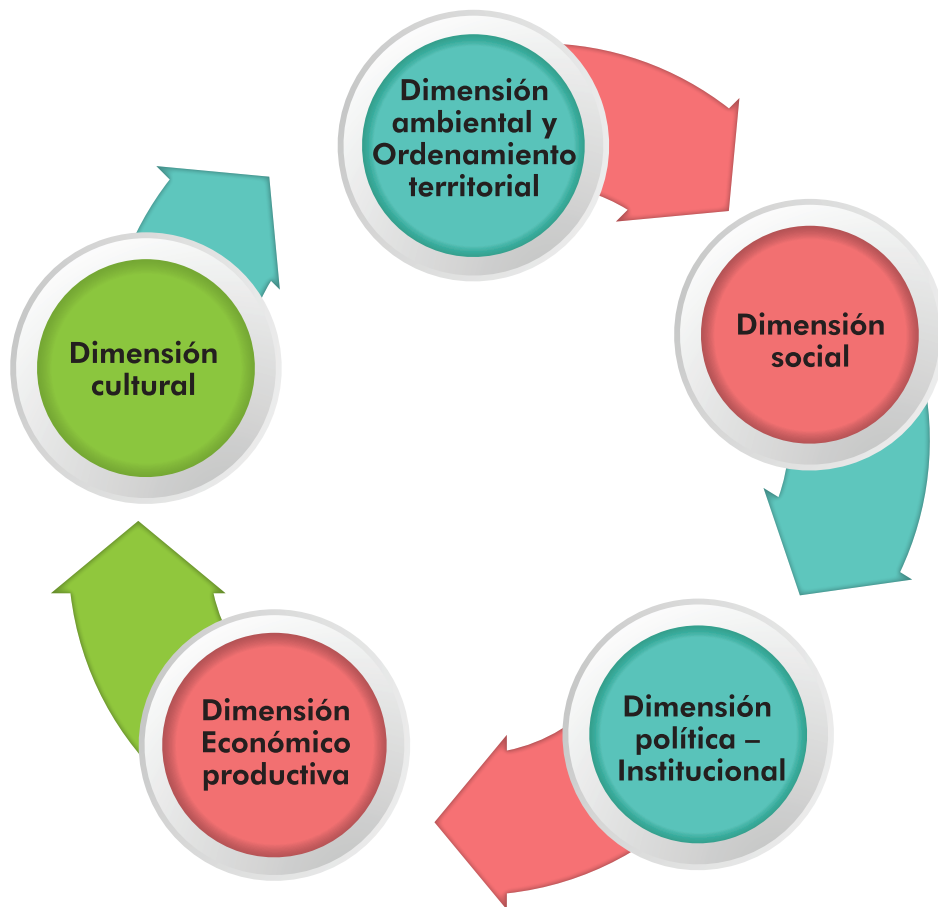 Dimensión
ambiental y
Ordenamiento
territorial
Dimensión
social
Dimensión
política –
Institucional
Dimensión
Económico
productiva
Dimensión
cultural